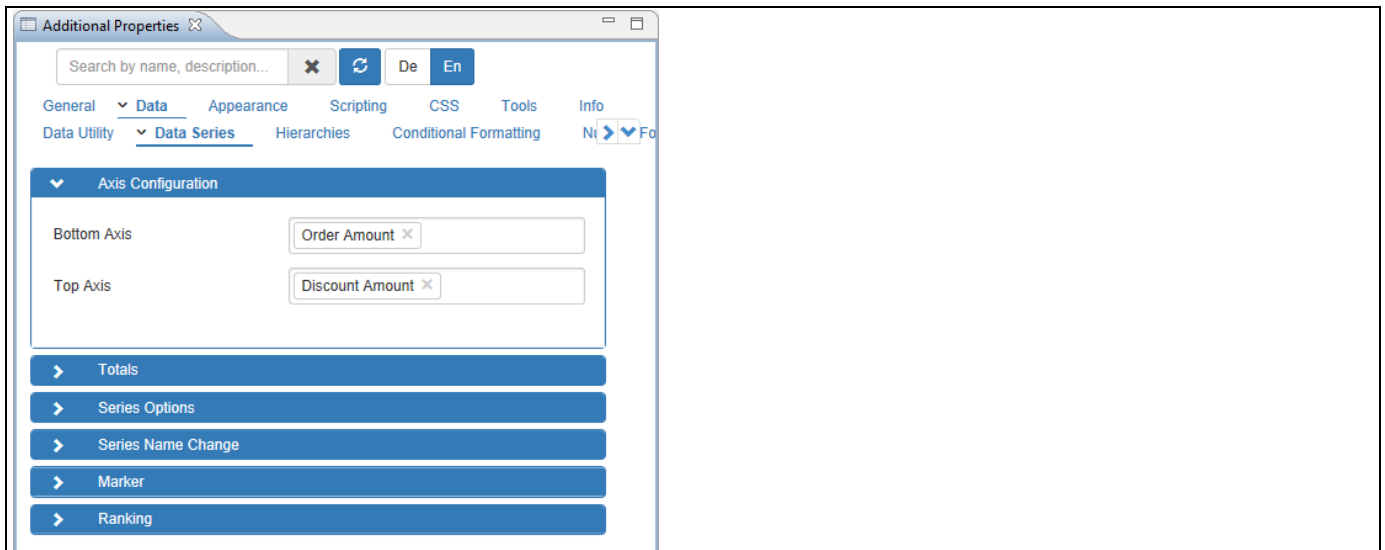 Additional Properties
Search by name, description... De En
General Data Appearance Scripting CSS Tools Info
Data Utility Data Series Hierarchies Conditional Formatting
Axis Configuration
Bottom Axis Order Amount
Top Axis Discount Amount
Totals
Series Options
Series Name Change
Marker
Ranking